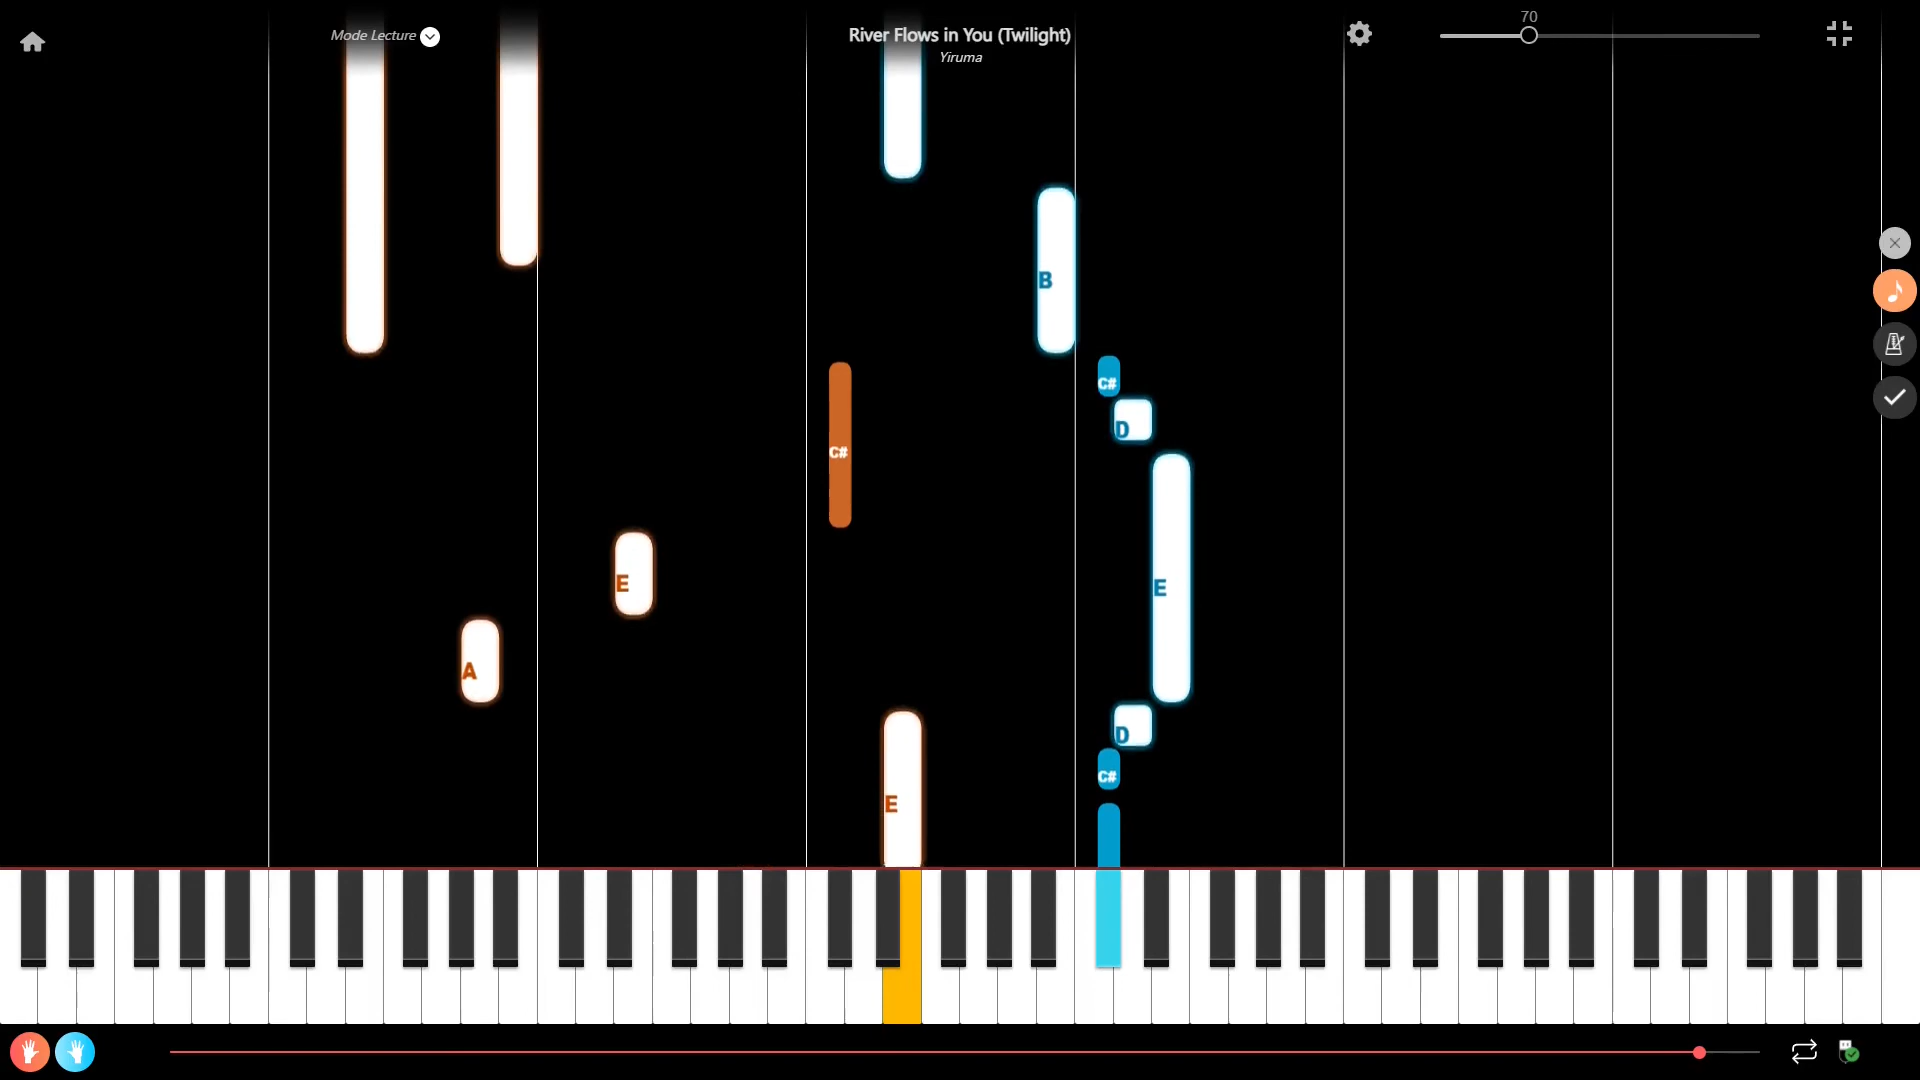 70
Mode Lecture
River Flows in You (Twilight)
Yiruma
B
C#
D
C#
E
E
A
D
C#
E